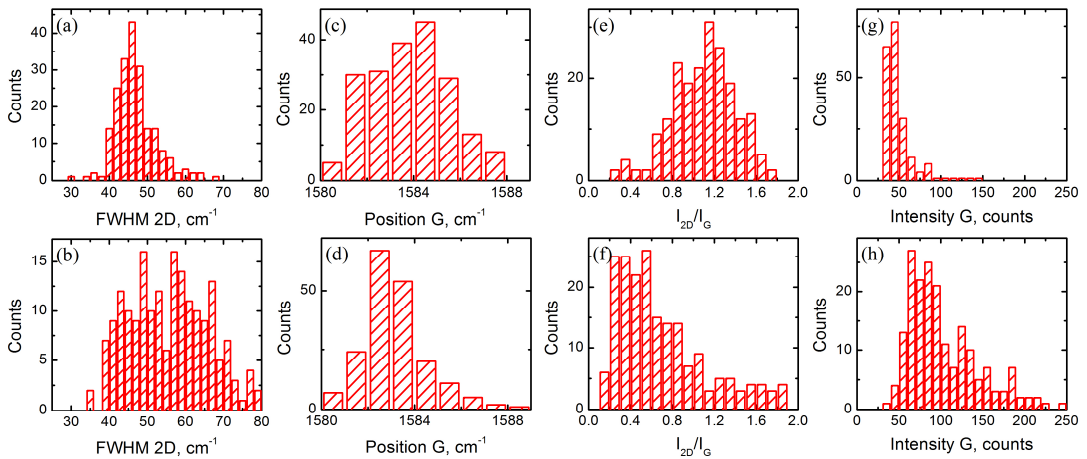 (a)
40
30
20
10
0
Counts
30 40 50 60 70 80
FWHM 2D, cm-1
(c)
40
20
0
Counts
1580 1584 1588
Position G, cm-1
(e)
30
15
0
Counts
0.0 0.4 0.8 1.2 1.6 2.0
I2D/IG
(g)
75
50
25
0
Counts
0 50 100 150 200 250
Intensity G, counts
(b)
15
10
5
0
Counts
30 40 50 60 70 80
FWHM 2D, cm-1
(d)
50
25
0
Counts
1580 1584 1588
Position G, cm-1
(f)
20
10
0
Counts
0.0 0.4 0.8 1.2 1.6 2.0
I2D/IG
(h)
20
10
0
Counts
0 50 100 150 200 250
Intensity G, counts